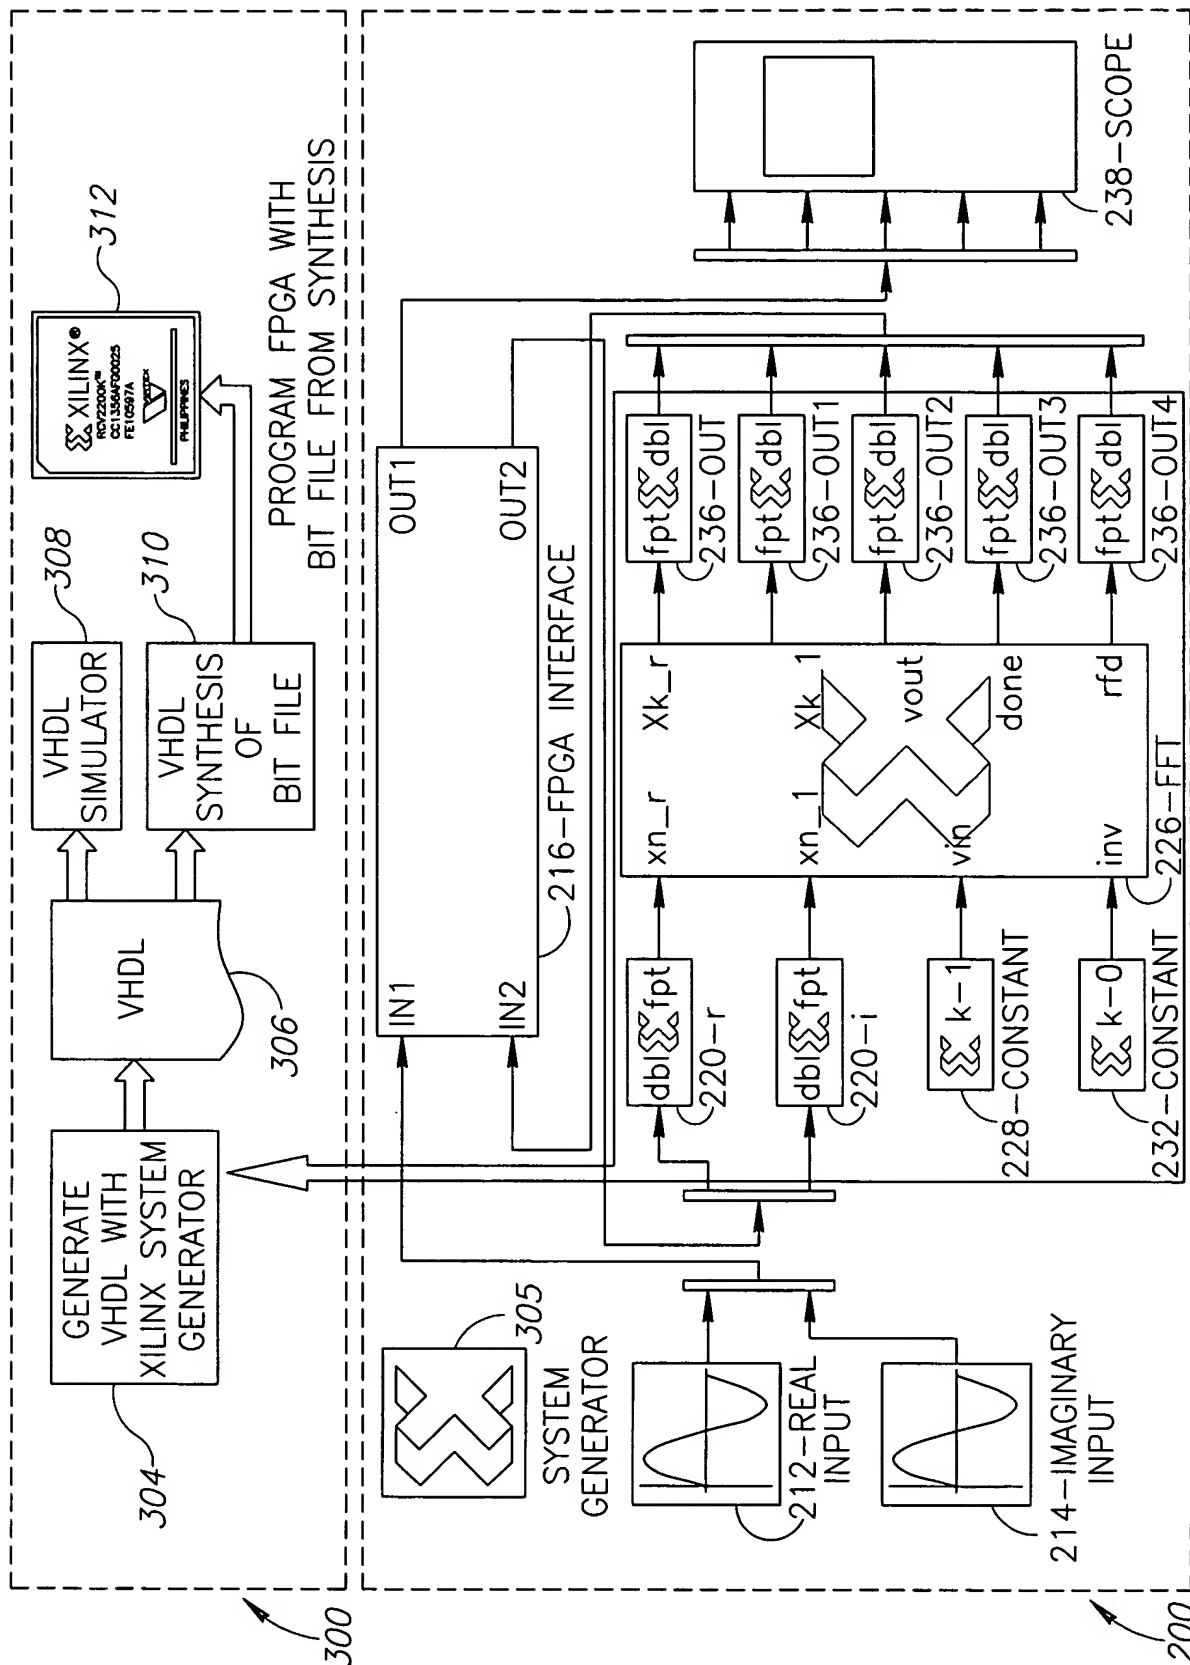 300
304
GENERATE
VHDL WITH
XILINX SYSTEM
GENERATOR
VHDL
306
VHDL
SIMULATOR
308
VHDL
SYNTHESIS
OF
BIT FILE
310
XILINX®
PHILIPPINES
312
PROGRAM FPGA WITH
BIT FILE FROM SYNTHESIS
200
305
SYSTEM
GENERATOR
212-REAL
INPUT
214-IMAGINARY
INPUT
IN1
IN2
OUT1
OUT2
216-FPGA INTERFACE
dbl fpt
220-r
dbl fpt
220-i
k-1
228-CONSTANT
k-0
232-CONSTANT
xn_r
xn_1
vin
inv
Xk_r
Xk_1
vout
done
rfd
226-FFT
fpt dbl
236-OUT
fpt dbl
236-OUT1
fpt dbl
236-OUT2
fpt dbl
236-OUT3
fpt dbl
236-OUT4
238-SCOPE